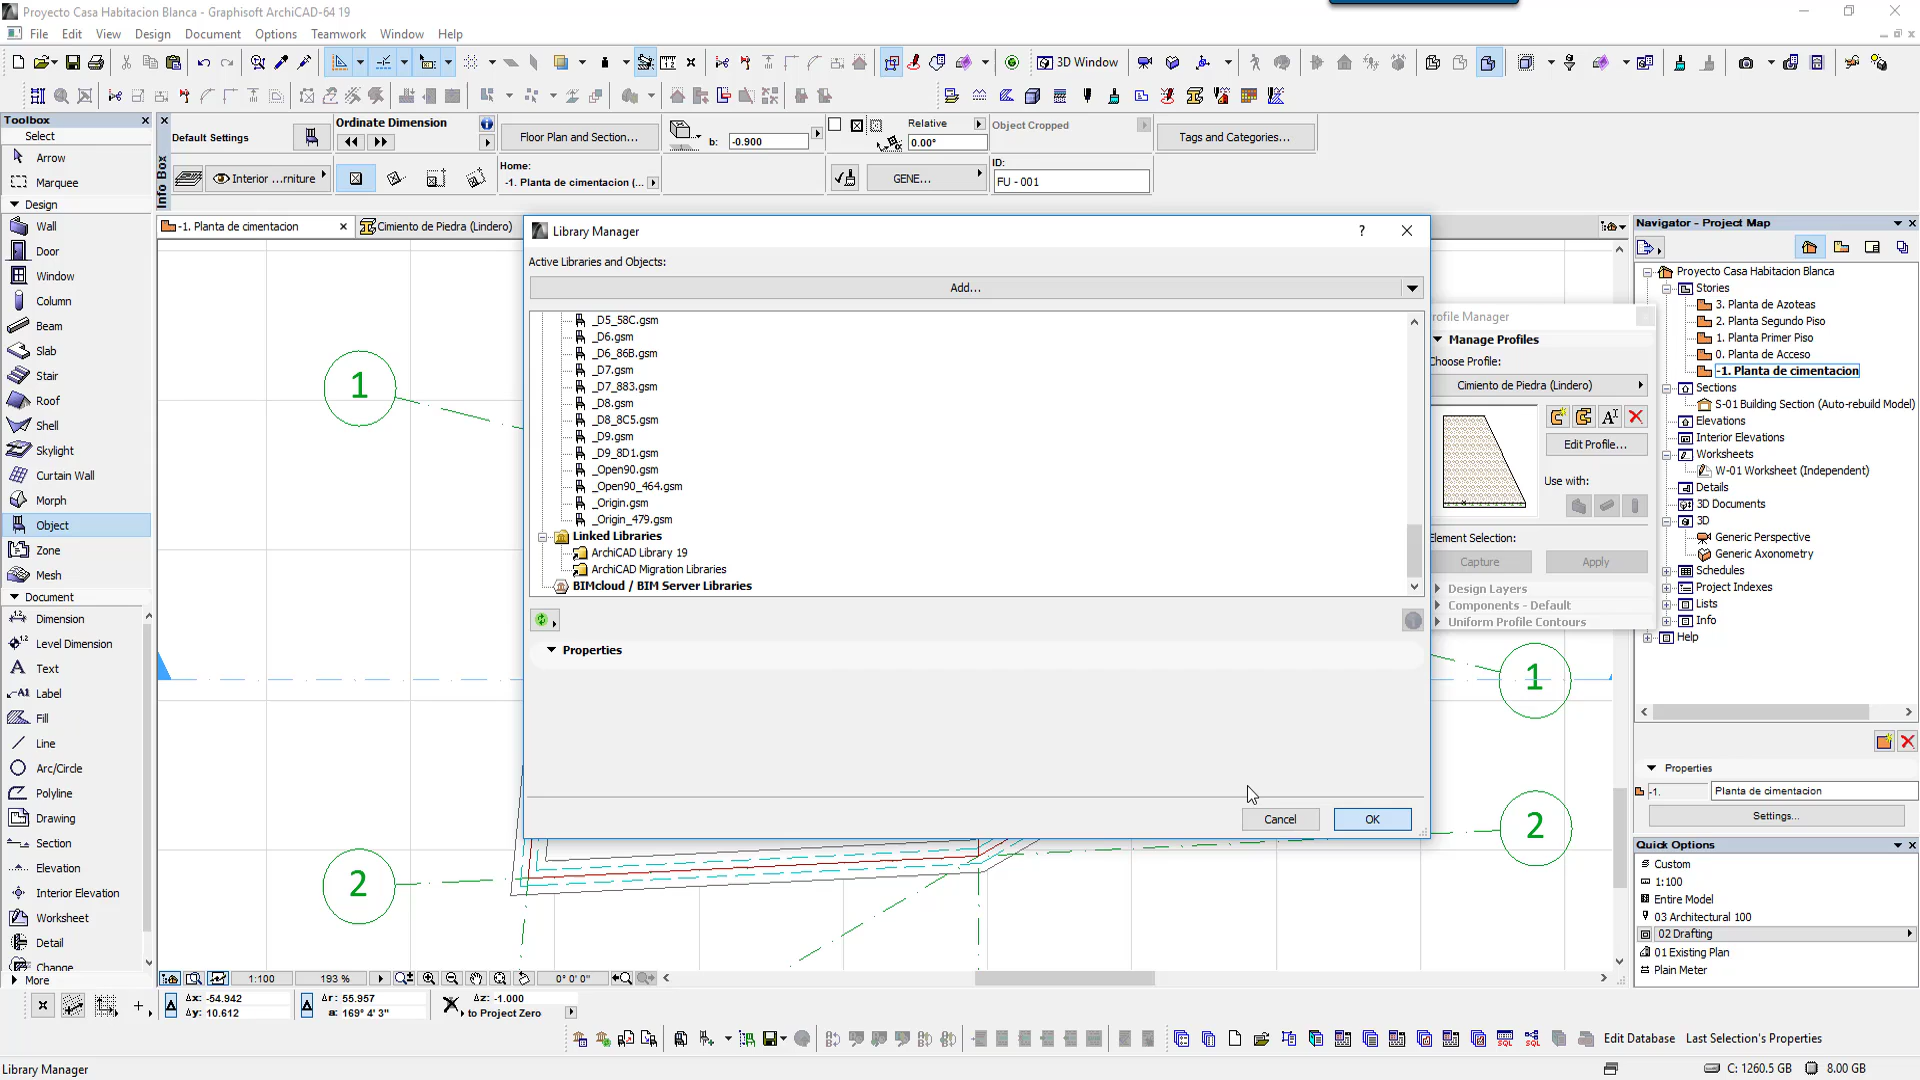 Proyecto Casa Habitacion Blanca - Graphisoft ArchiCAD-64 19
File Edit View Design Document Options Teamwork Window Help
3D Window
Toolbox
Select
Arrow
Marquee
Design
Wall
Door
Window
Column
Beam
Slab
Stair
Roof
Shell
Skylight
Curtain Wall
Morph
Object
Zone
Mesh
Document
Dimension
Level Dimension
Text
Label
Fill
Line
Arc/Circle
Polyline
Drawing
Section
Elevation
Interior Elevation
Worksheet
Detail
Change
More
Info Box
Default Settings
Ordinate Dimension
Interior ...rniture
Floor Plan and Section...
Home:
-1. Planta de cimentacion (...
b: -0.900
Relative
0.00°
GENE...
Object Cropped
ID:
FU - 001
Tags and Categories...
-1. Planta de cimentacion
Cimiento de Piedra (Lindero)
1
2
1
2
Library Manager
Active Libraries and Objects:
Add...
_D5_58C.gsm
_D6.gsm
_D6_86B.gsm
_D7.gsm
_D7_883.gsm
_D8.gsm
_D8_8C5.gsm
_D9.gsm
_D9_8D1.gsm
_Open90.gsm
_Open90_464.gsm
_Origin.gsm
_Origin_479.gsm
Linked Libraries
ArchiCAD Library 19
ArchiCAD Migration Libraries
BIMcloud / BIM Server Libraries
Properties
Cancel OK
rofile Manager
Manage Profiles
Choose Profile:
Cimiento de Piedra (Lindero)
Edit Profile...
Use with:
Element Selection:
Capture Apply
Design Layers
Components - Default
Uniform Profile Contours
Navigator - Project Map
Proyecto Casa Habitacion Blanca
Stories
3. Planta de Azoteas
2. Planta Segundo Piso
1. Planta Primer Piso
0. Planta de Acceso
-1. Planta de cimentacion
Sections
S-01 Building Section (Auto-rebuild Model)
Elevations
Interior Elevations
Worksheets
W-01 Worksheet (Independent)
Details
3D Documents
3D
Generic Perspective
Generic Axonometry
Schedules
Project Indexes
Lists
Info
Help
Properties
-1. Planta de cimentacion
Settings...
Quick Options
Custom
1:100
Entire Model
03 Architectural 100
02 Drafting
01 Existing Plan
Plain Meter
1:100 193 % 0° 0' 0"
Δx: -54.942
Δy: 10.612
Δr: 55.957
a: 169° 4' 3"
Δz: -1.000
to Project Zero
SQL SQL
Edit Database Last Selection's Properties
Library Manager
C: 1260.5 GB 8.00 GB